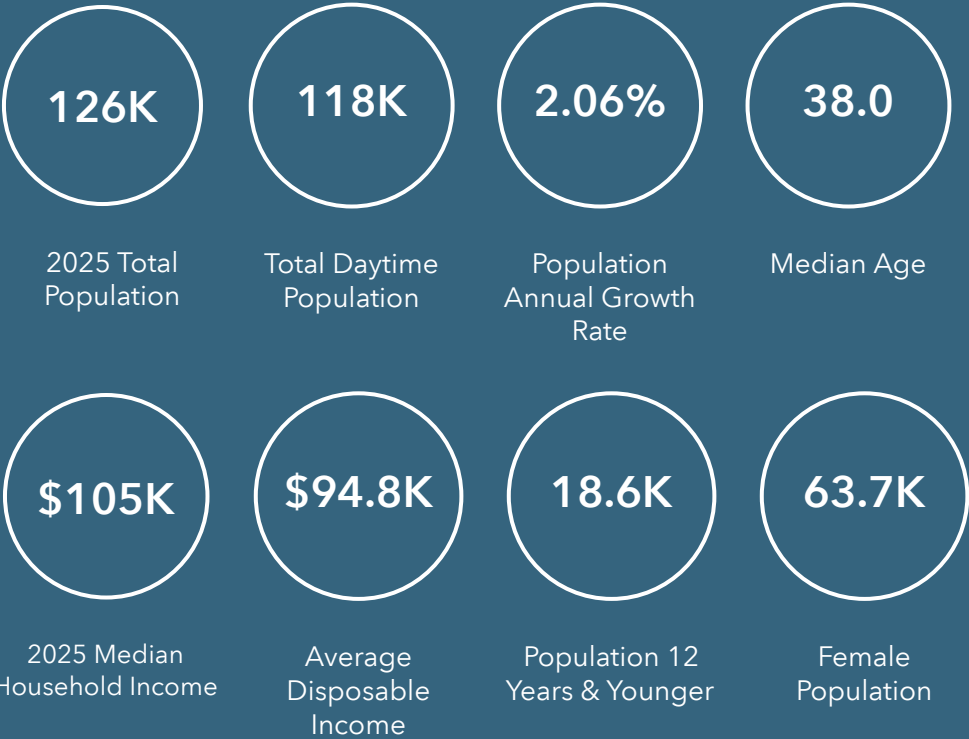 126K
118K
2.06%
38.0
2025 Total
Population
Total Daytime
Population
Population
Annual Growth
Rate
Median Age
$105K
$94.8K
18.6K
63.7K
2025 Median
Household Income
Average
Disposable
Income
Population 12
Years & Younger
Female
Population